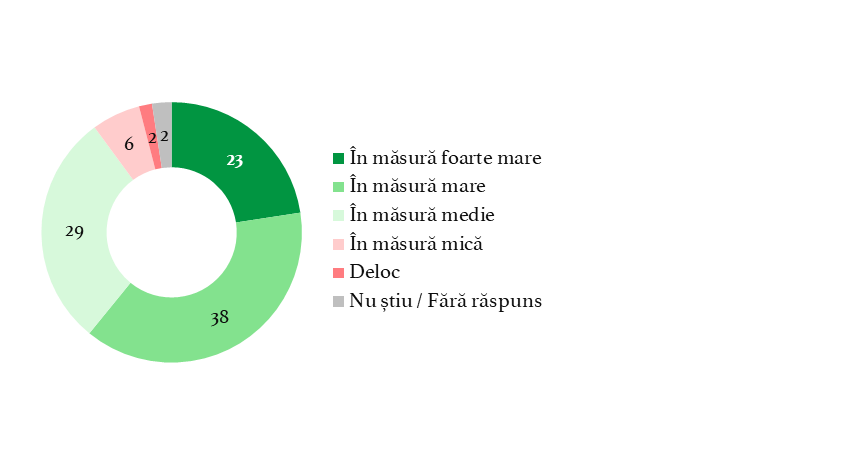 23
38
29
6
2
2
În măsură foarte mare
În măsură mare
În măsură medie
În măsură mică
Deloc
Nu știu / Fără răspuns